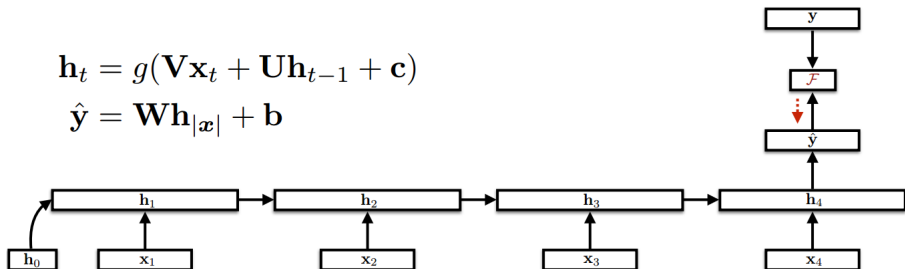 y
h_t = g(Vx_t + Uh_{t−1} + c)
F
ŷ = Wh_{|x|} + b
ŷ
h_1 h_2 h_3 h_4
h_0 x_1 x_2 x_3 x_4